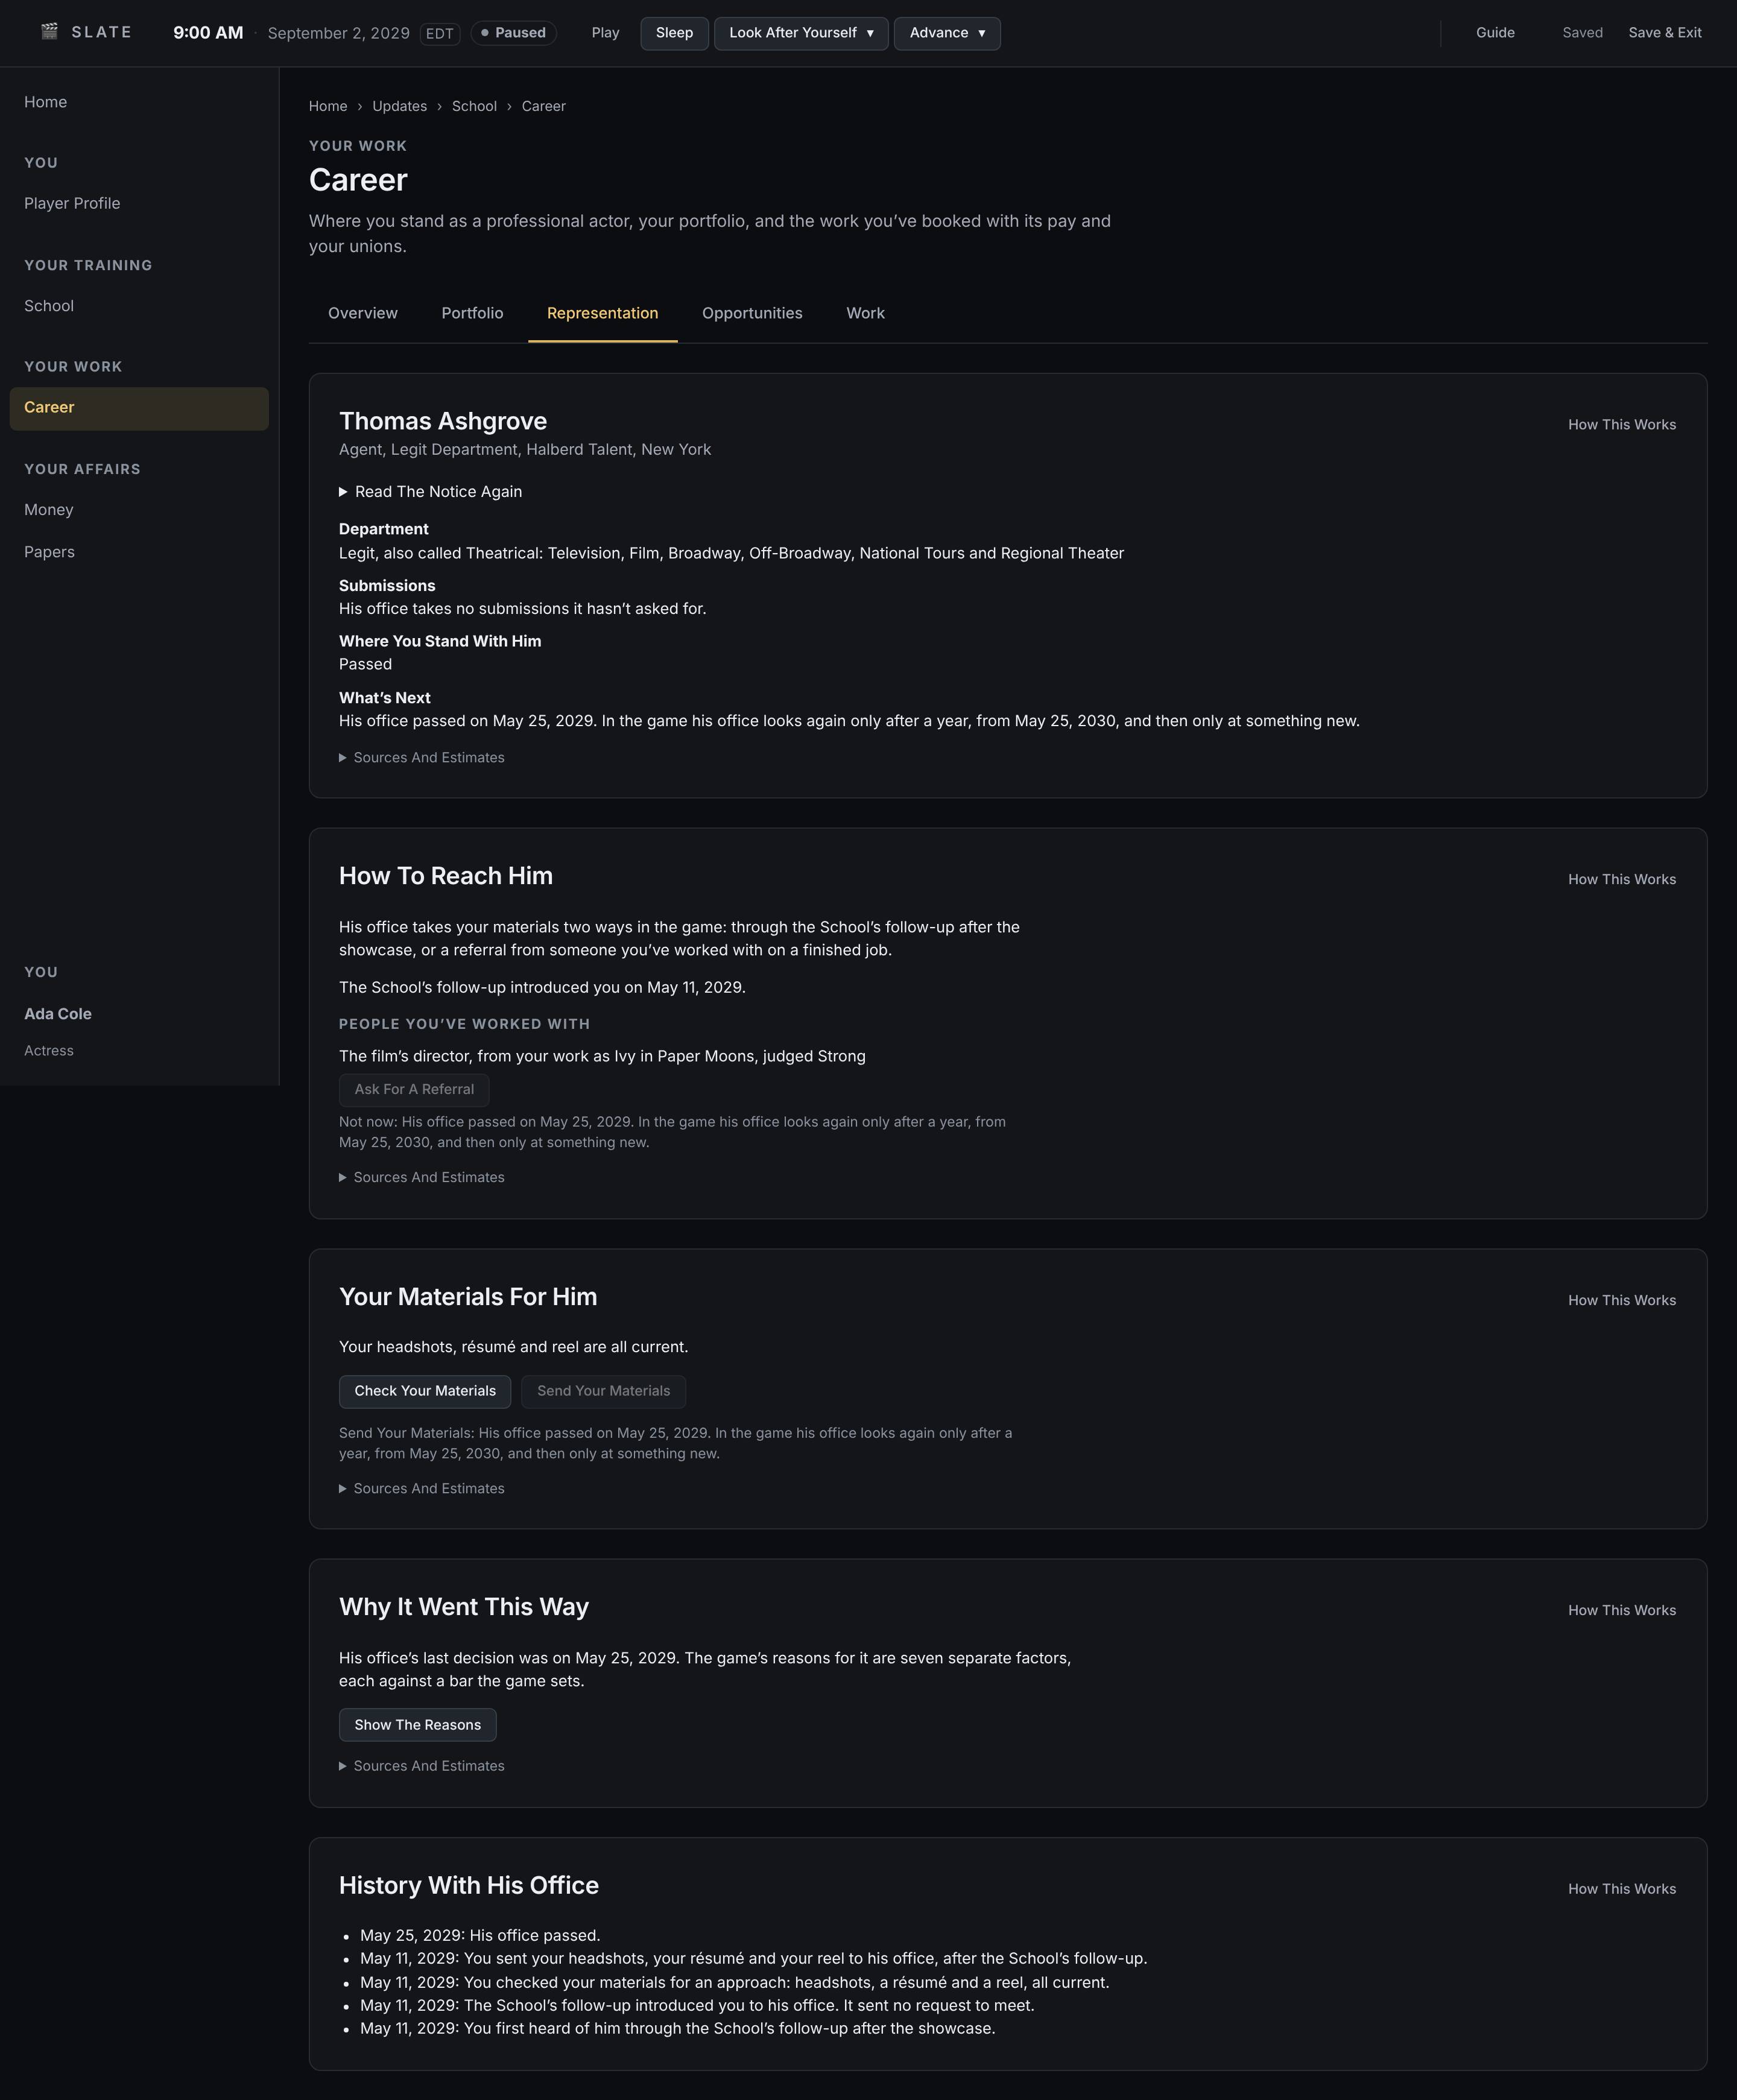 SLATE
9:00 AM · September 2, 2029 EDT Paused Play Sleep Look After Yourself Advance
Guide Saved Save & Exit
Home
YOU
Player Profile
YOUR TRAINING
School
YOUR WORK
Career
YOUR AFFAIRS
Money
Papers
YOU
Ada Cole
Actress
Home › Updates › School › Career
YOUR WORK
Career
Where you stand as a professional actor, your portfolio, and the work you’ve booked with its pay and
your unions.
Overview Portfolio Representation Opportunities Work
Thomas Ashgrove
How This Works
Agent, Legit Department, Halberd Talent, New York
Read The Notice Again
Department
Legit, also called Theatrical: Television, Film, Broadway, Off-Broadway, National Tours and Regional Theater
Submissions
His office takes no submissions it hasn’t asked for.
Where You Stand With Him
Passed
What’s Next
His office passed on May 25, 2029. In the game his office looks again only after a year, from May 25, 2030, and then only at something new.
Sources And Estimates
How To Reach Him
How This Works
His office takes your materials two ways in the game: through the School’s follow-up after the
showcase, or a referral from someone you’ve worked with on a finished job.
The School’s follow-up introduced you on May 11, 2029.
PEOPLE YOU’VE WORKED WITH
The film’s director, from your work as Ivy in Paper Moons, judged Strong
Ask For A Referral
Not now: His office passed on May 25, 2029. In the game his office looks again only after a year, from
May 25, 2030, and then only at something new.
Sources And Estimates
Your Materials For Him
How This Works
Your headshots, résumé and reel are all current.
Check Your Materials Send Your Materials
Send Your Materials: His office passed on May 25, 2029. In the game his office looks again only after a
year, from May 25, 2030, and then only at something new.
Sources And Estimates
Why It Went This Way
How This Works
His office’s last decision was on May 25, 2029. The game’s reasons for it are seven separate factors,
each against a bar the game sets.
Show The Reasons
Sources And Estimates
History With His Office
How This Works
• May 25, 2029: His office passed.
• May 11, 2029: You sent your headshots, your résumé and your reel to his office, after the School’s follow-up.
• May 11, 2029: You checked your materials for an approach: headshots, a résumé and a reel, all current.
• May 11, 2029: The School’s follow-up introduced you to his office. It sent no request to meet.
• May 11, 2029: You first heard of him through the School’s follow-up after the showcase.